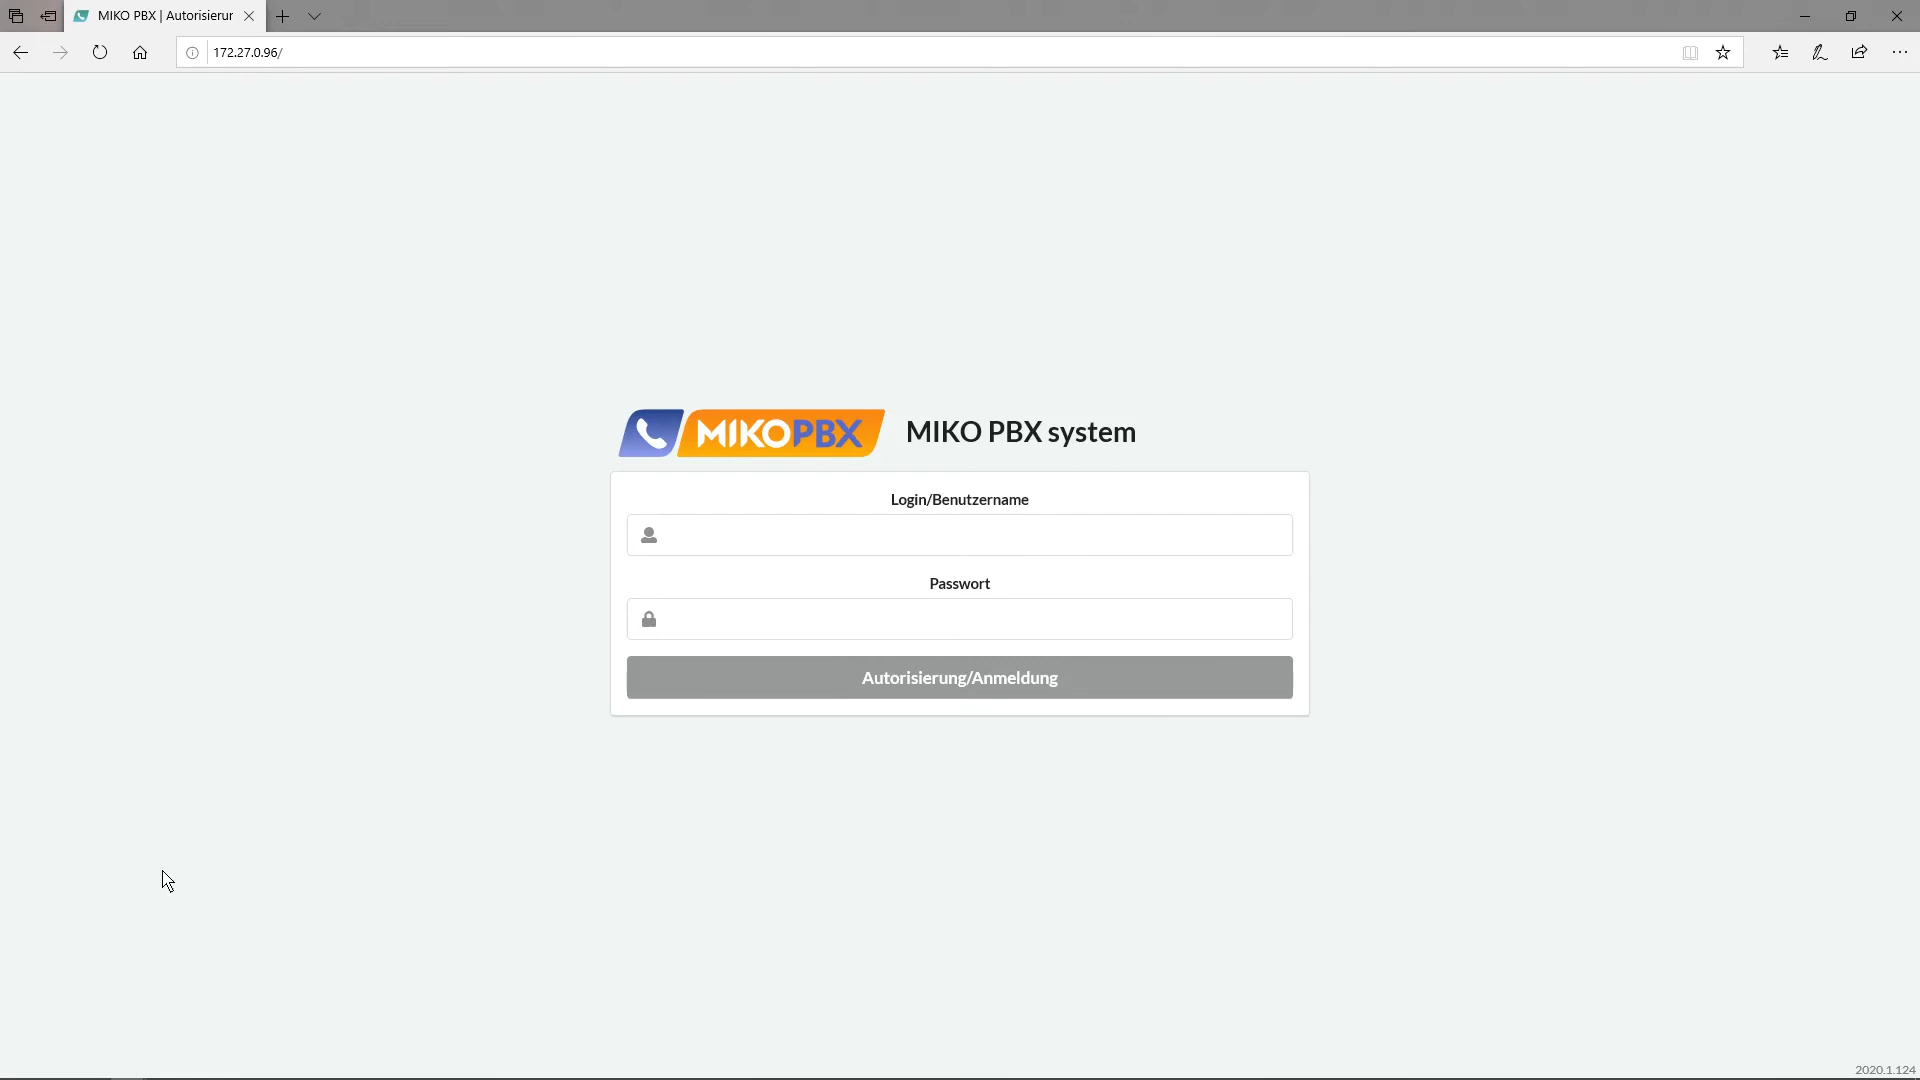 MIKO PBX | Autorisierur
172.27.0.96/
MIKOPBX
MIKO PBX system
Login/Benutzername
Passwort
Autorisierung/Anmeldung
2020.1.124